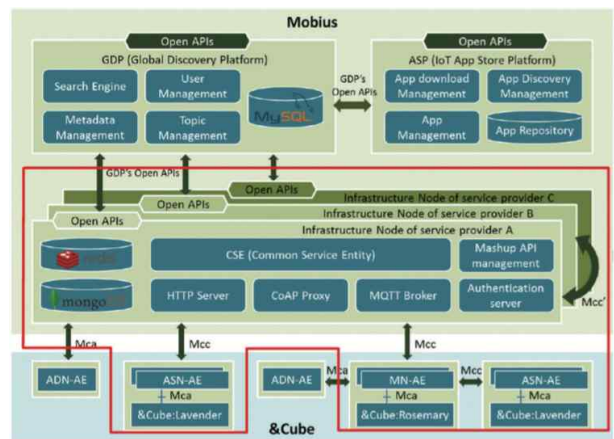 Mobius
Open APIs
GDP (Global Discovery Platform)
Search Engine
User
Management
Metadata
Management
Topic
Management
MySQL
GDP's
Open APIs
Open APIs
ASP (IoT App Store Platform)
App download
Management
App Discovery
Management
App
Management
App Repository
GDP's Open APIs
Open APIs
Infrastructure Node of service provider C
Open APIs
Infrastructure Node of service provider B
Open APIs
Infrastructure Node of service provider A
redis
CSE (Common Service Entity)
Mashup API
management
mongo
HTTP Server
CoAP Proxy
MQTT Broker
Authentication
server
Mcc'
Mca
Mcc
Mcc
ADN-AE
ASN-AE
Mca
&Cube:Lavender
ADN-AE
Mca
MN-AE
Mca
&Cube:Rosemary
Mcc
ASN-AE
Mca
&Cube:Lavender
&Cube